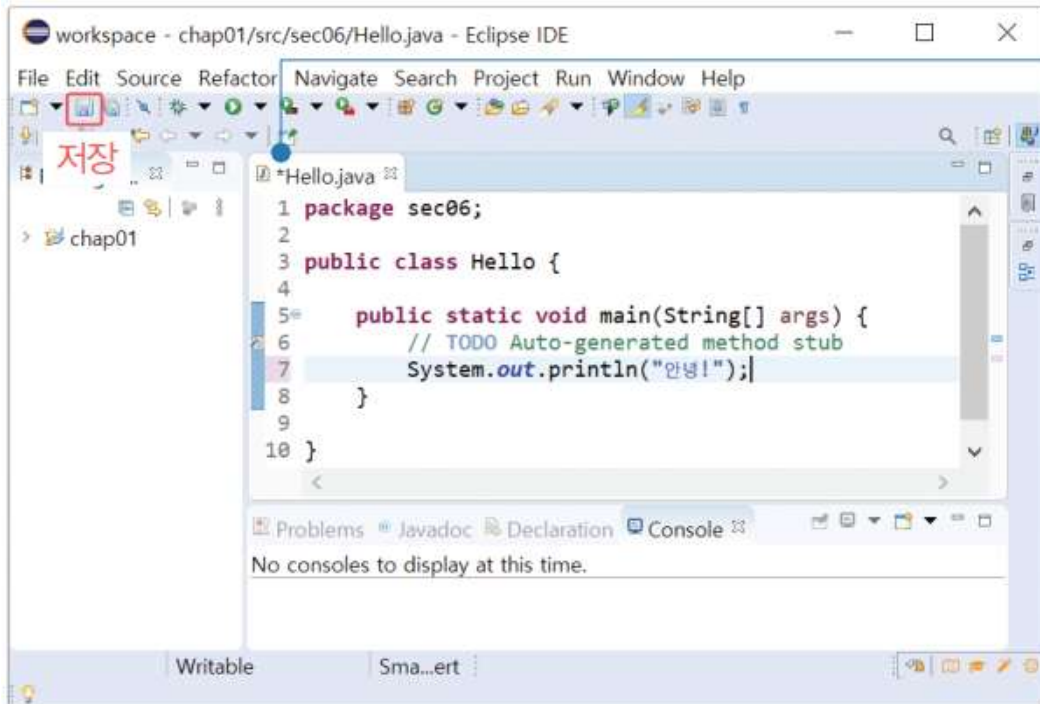 workspace - chap01/src/sec06/Hello.java - Eclipse IDE
File Edit Source Refactor Navigate Search Project Run Window Help
저장
*Hello.java
chap01
1 package sec06;
2
3 public class Hello {
4
5 public static void main(String[] args) {
6 // TODO Auto-generated method stub
7 System.out.println("안녕!");
8 }
9
10 }
Problems Javadoc Declaration Console
No consoles to display at this time.
Writable Sma...ert